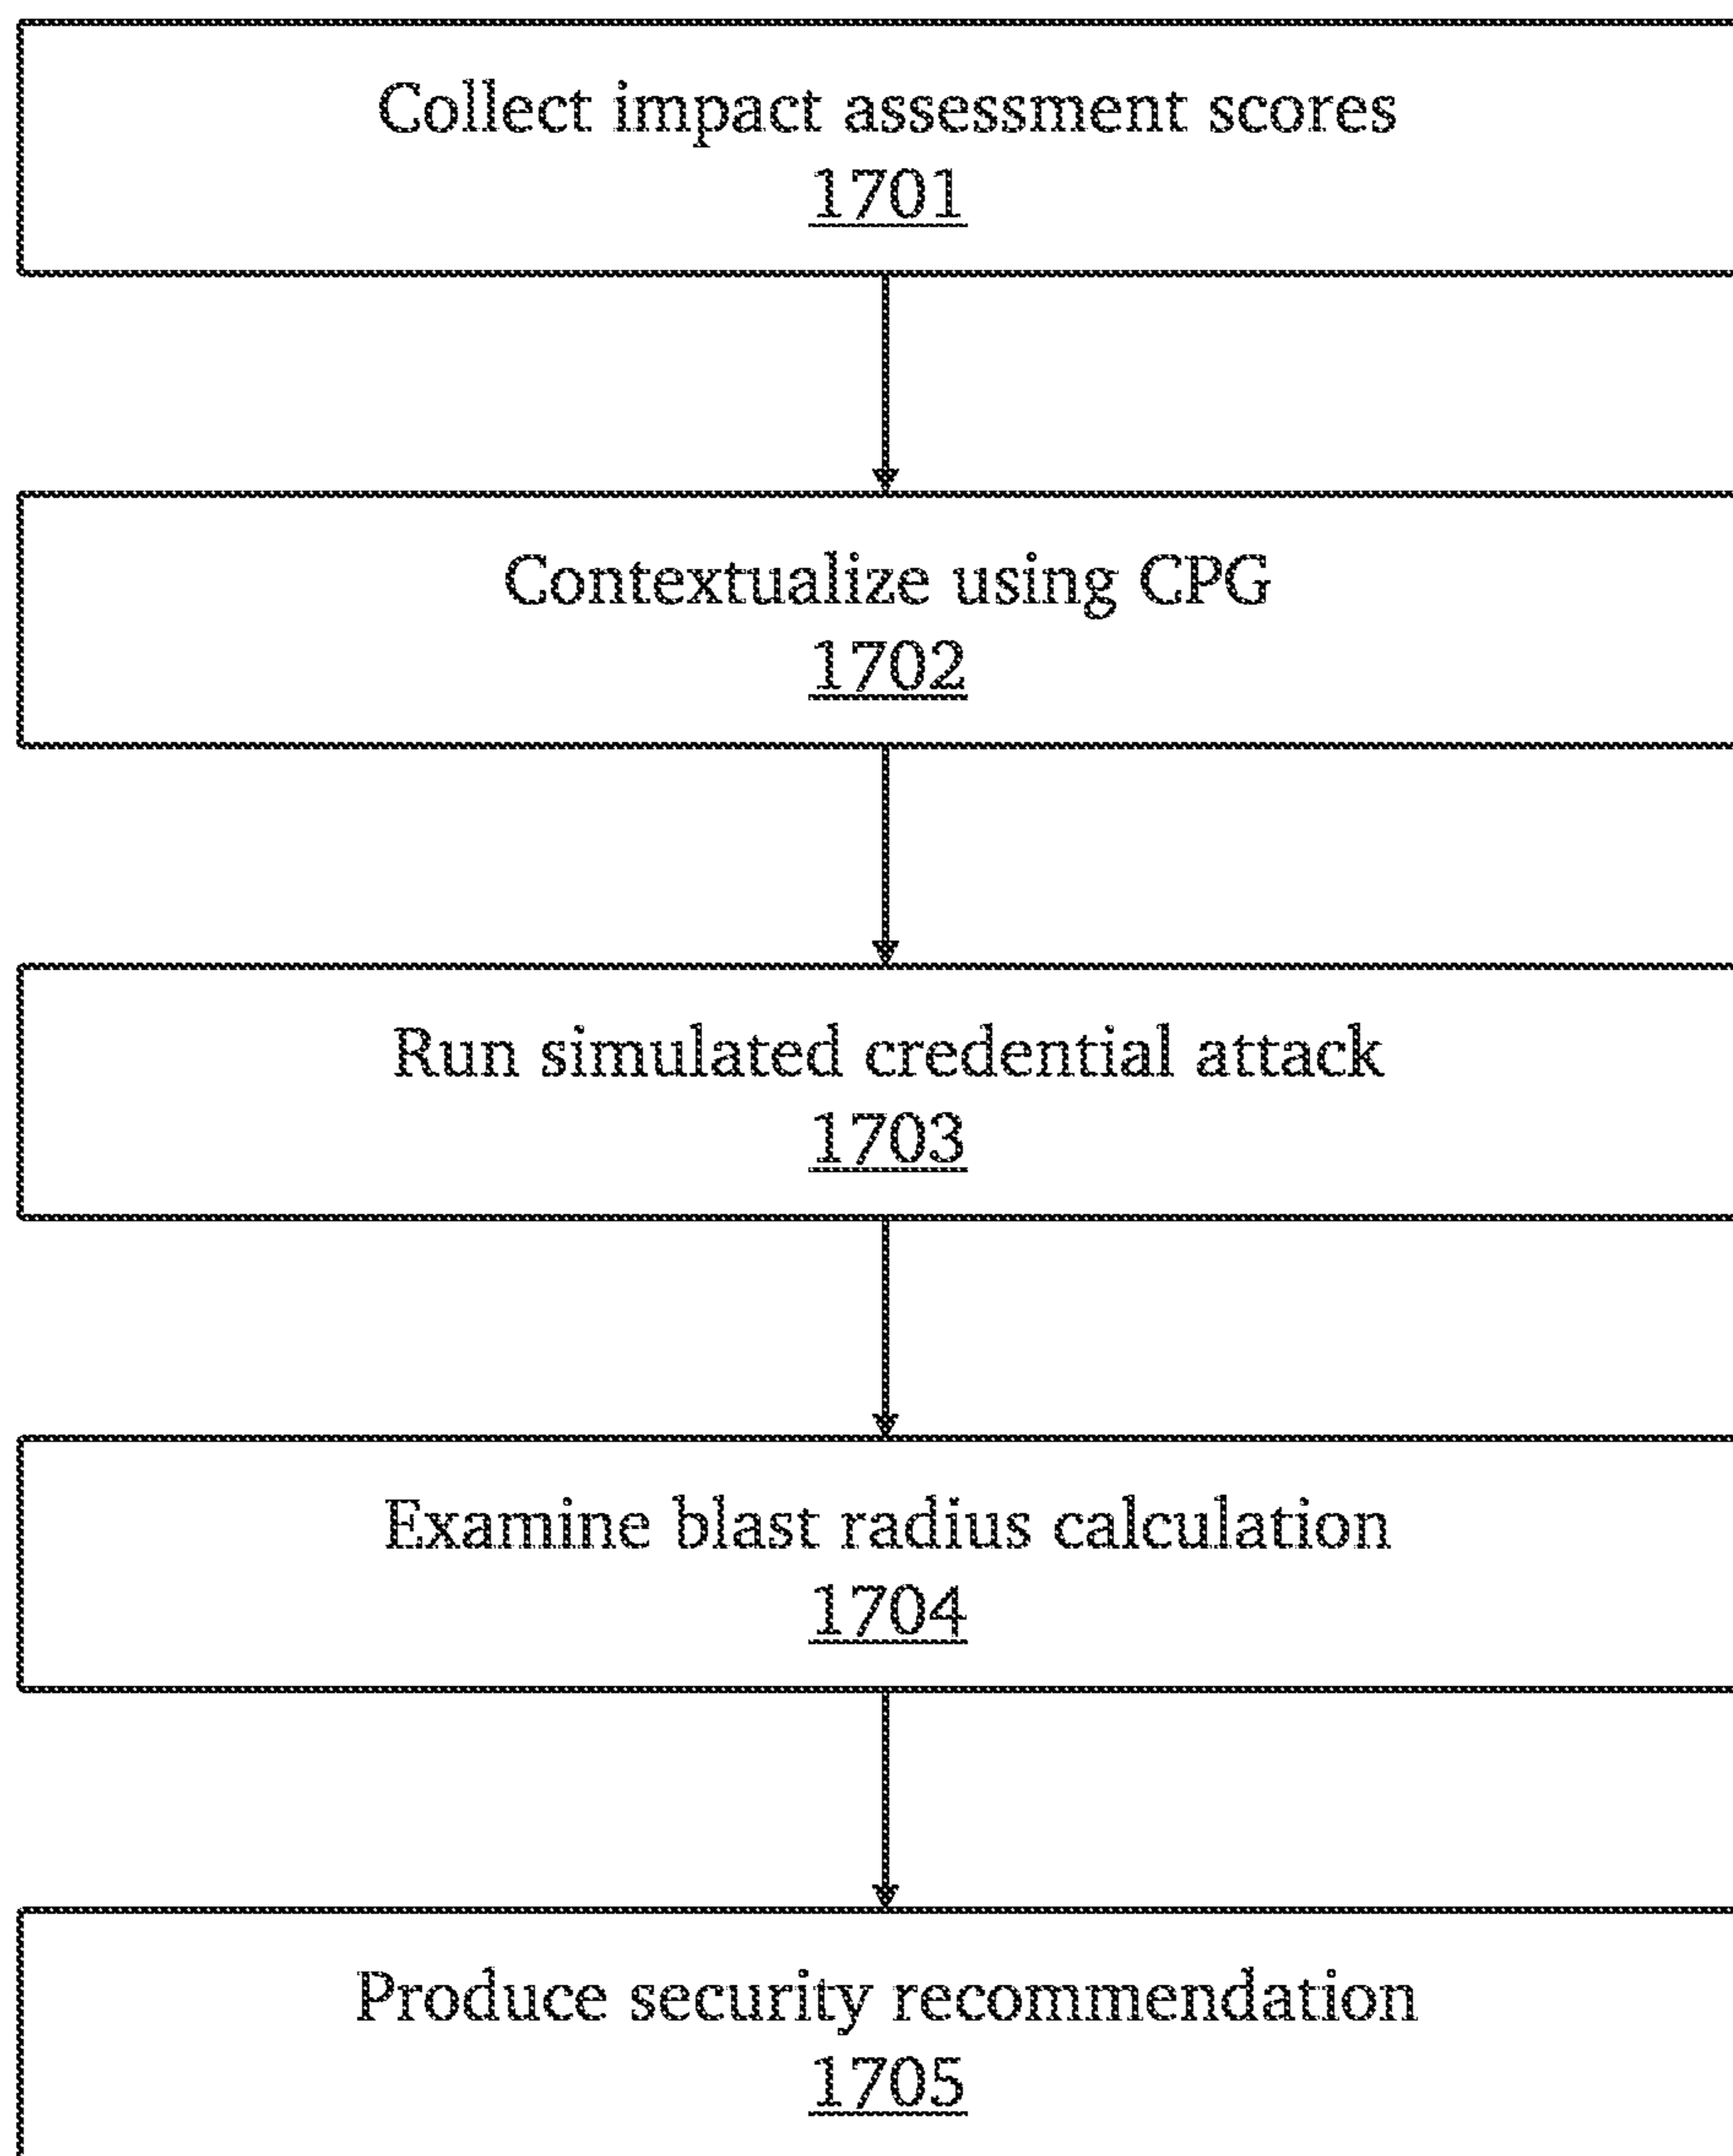 Collect impact assessment scores
1701
Contextualize using CPG
1702
Run simulated credential attack
1703
Examine blast radius calculation
1704
Produce security recommendation
1705